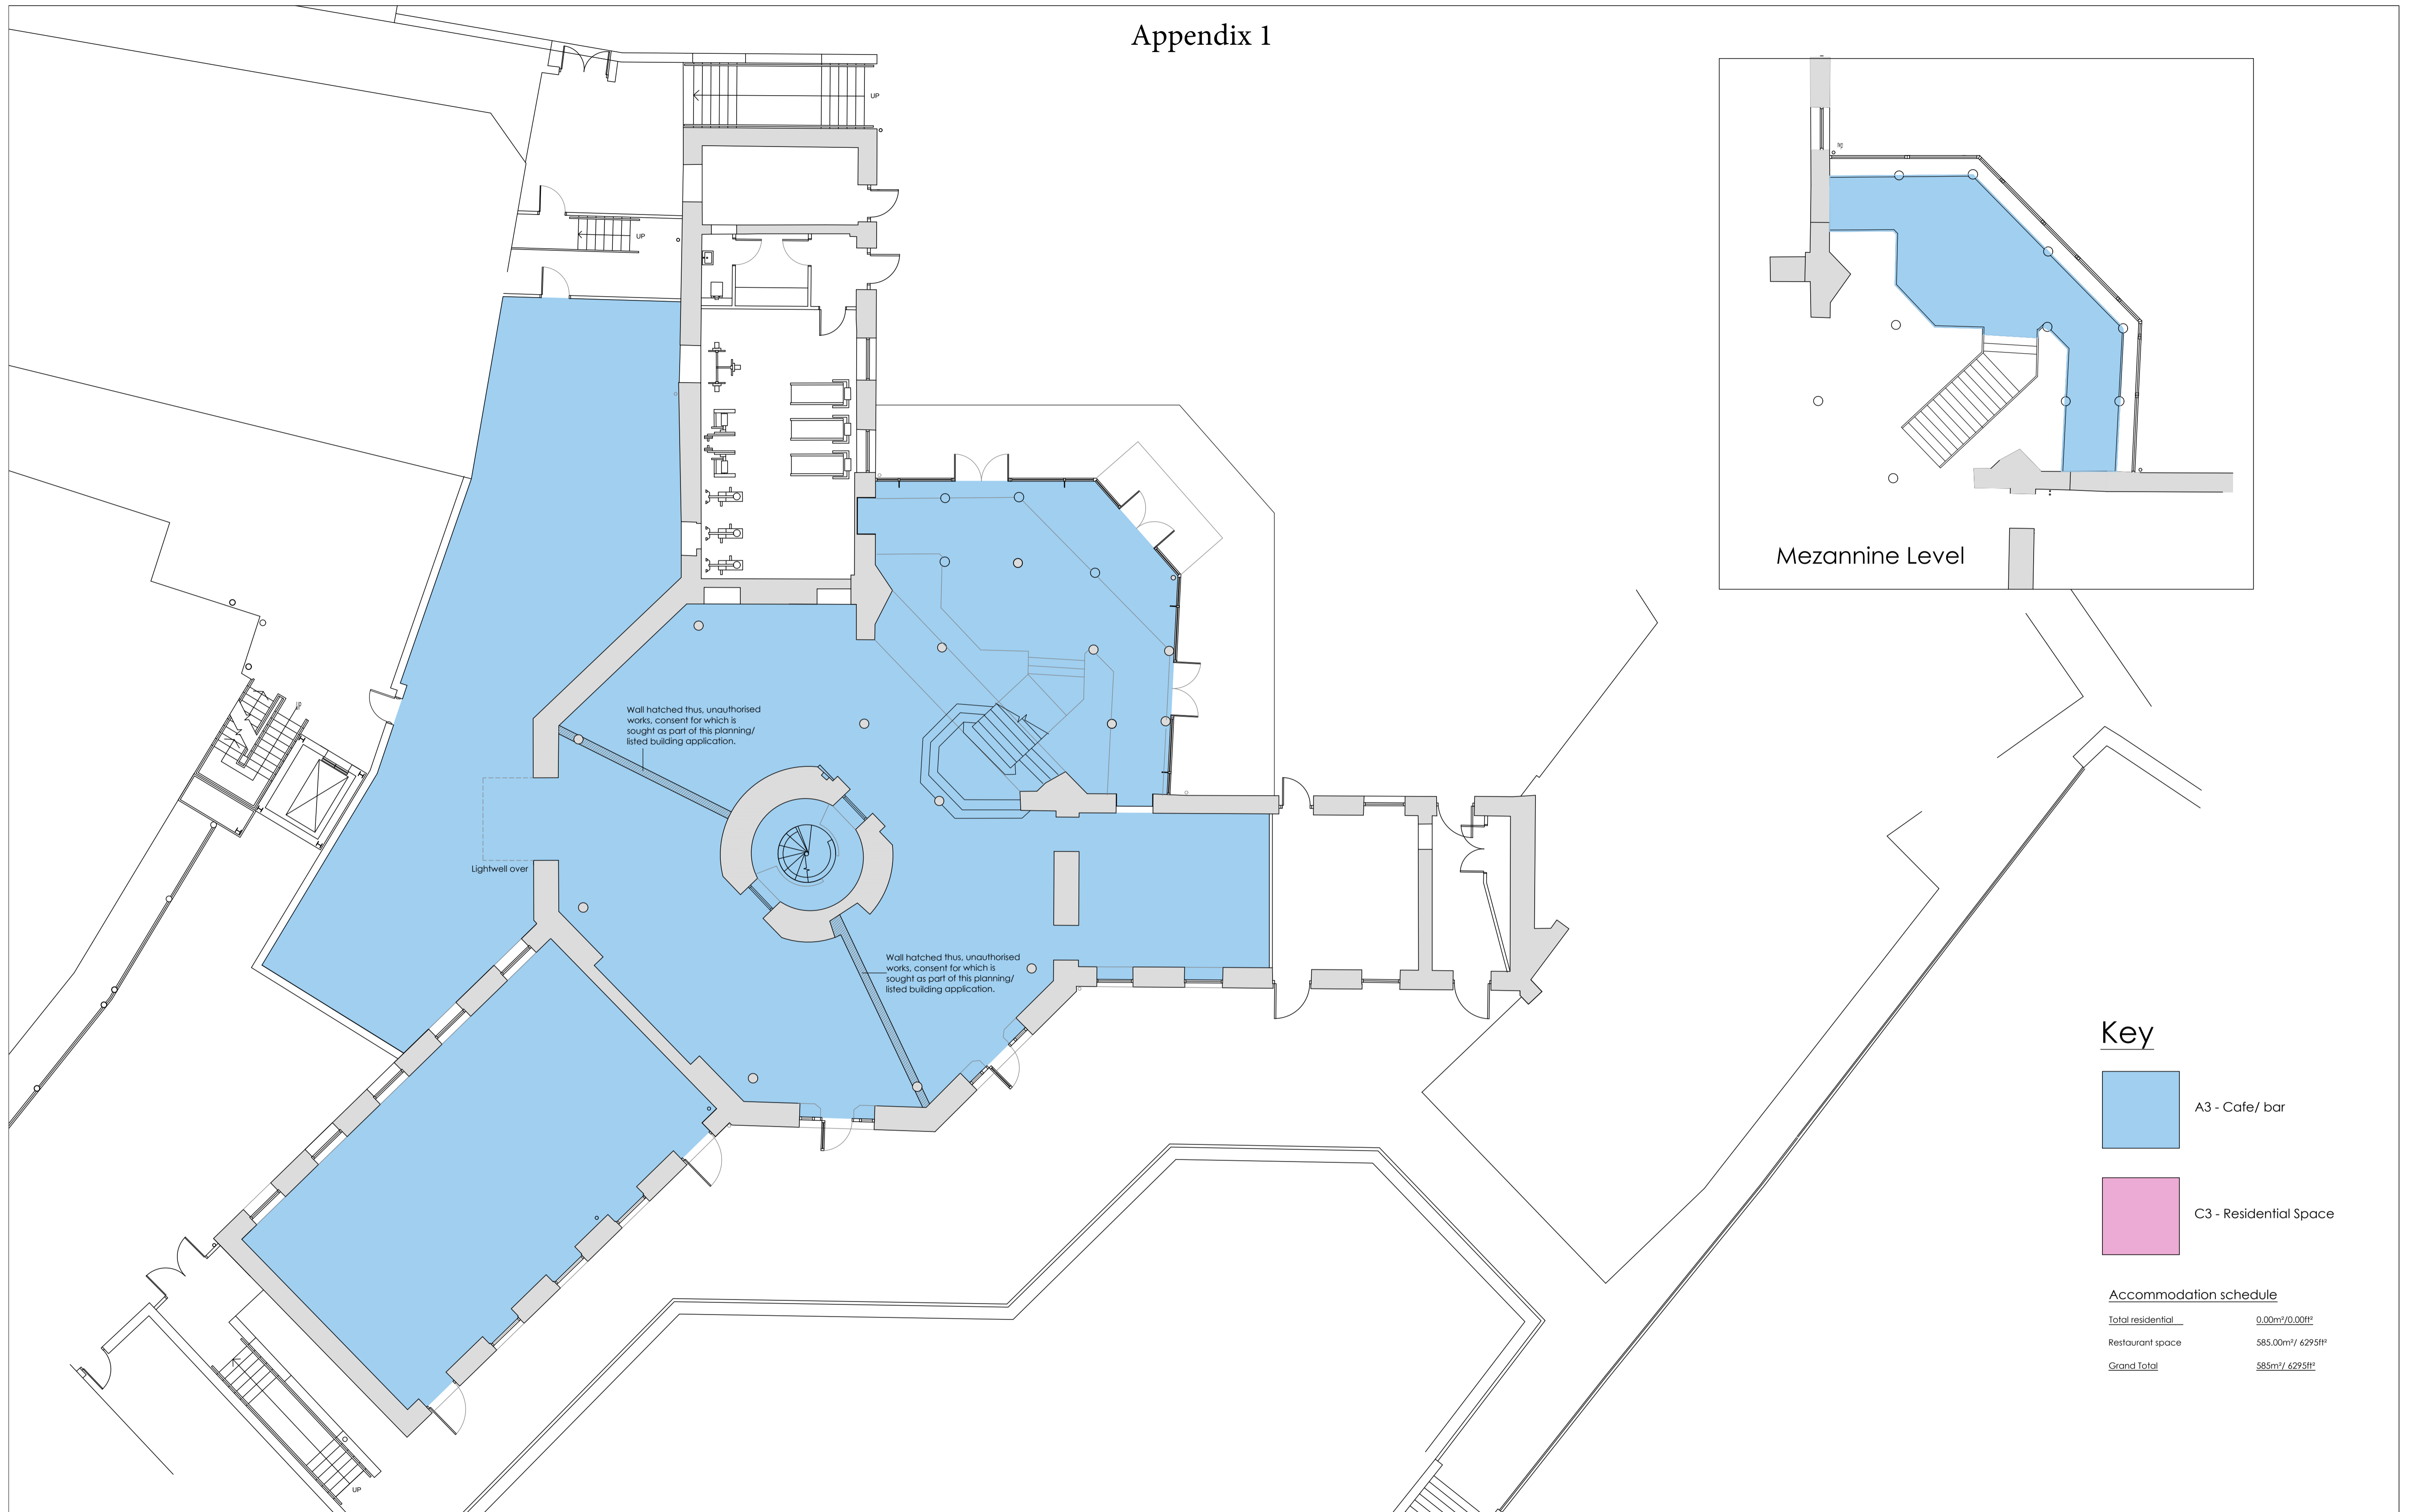 Appendix 1
UP
UP
Mezannine Level
Wall hatched thus, unauthorised
works, consent for which is
sought as part of this planning/
listed building application.
Lightwell over
Wall hatched thus, unauthorised
works, consent for which is
sought as part of this planning/
listed building application.
Key
A3 - Cafe/ bar
C3 - Residential Space
Accommodation schedule
Total residential 0.00m²/0.00ft²
Restaurant space 585.00m²/ 6295ft²
Grand Total 585m²/ 6295ft²
UP